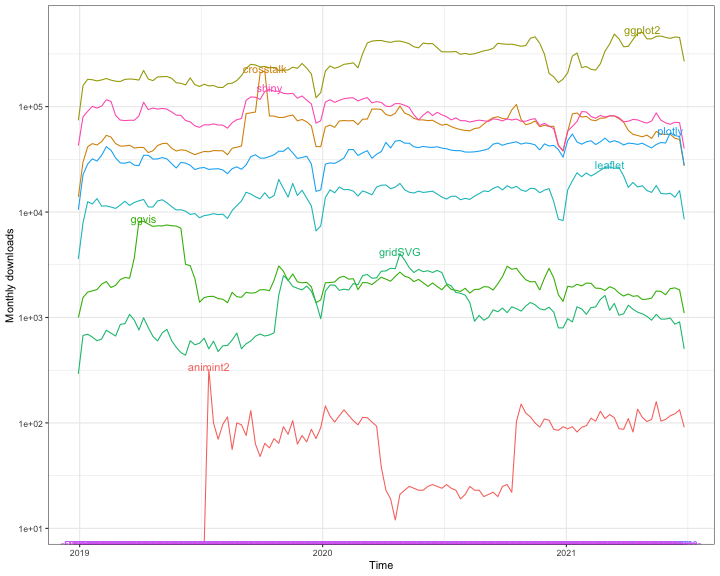 ggplot2
crosstalk
shiny
plotly
leaflet
ggvis
gridSVG
animint2
1e+05
1e+04
1e+03
1e+02
1e+01
Monthly downloads
2019
2020
2021
Time